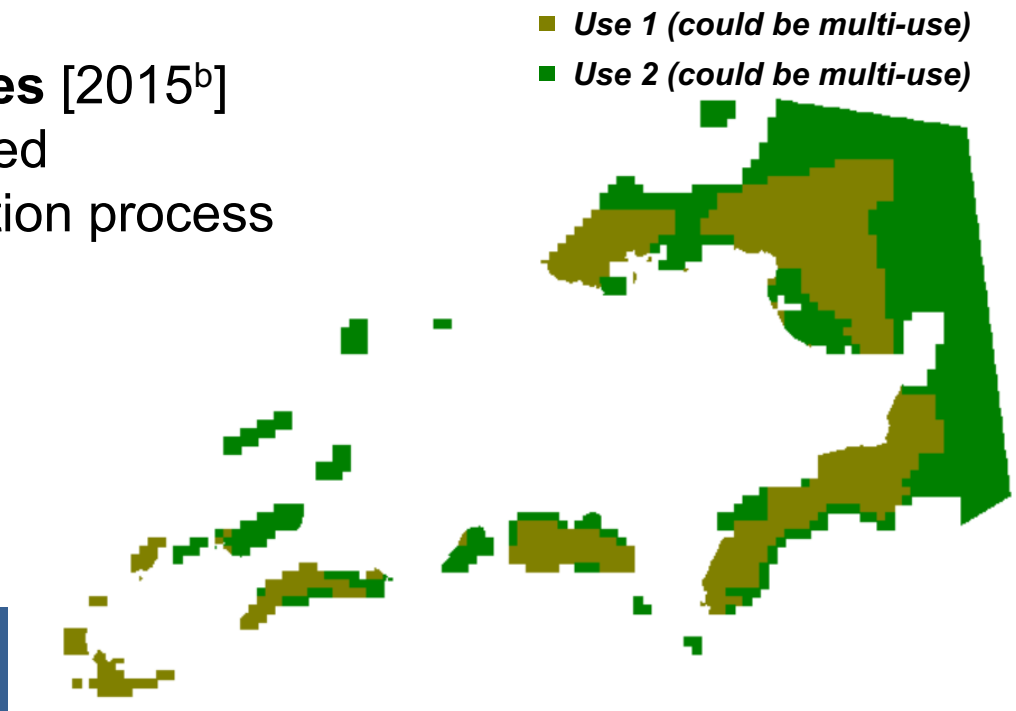 Use 1 (could be multi-use)
Use 2 (could be multi-use)
es [2015ᵇ]
ed
tion process